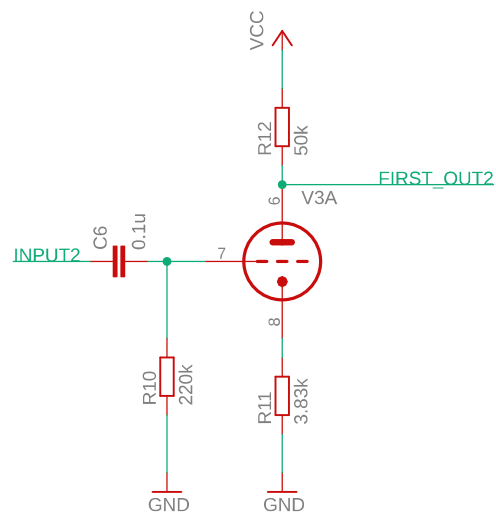 VCC
R12
50k
FIRST_OUT2
6
V3A
C6
0.1u
INPUT2
7
8
R10
220k
R11
3.83k
GND
GND